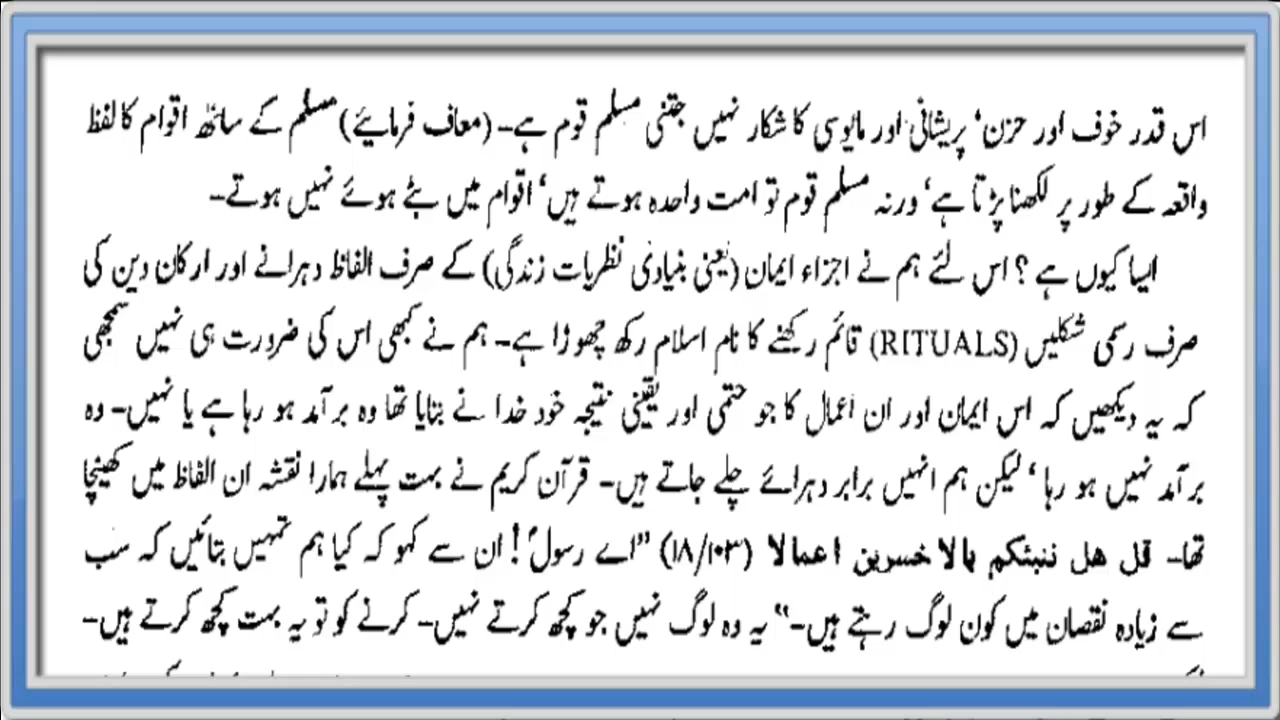 اس قدر خوف اور حزن‘ پریشانی اور مایوسی کا شکار نہیں جتنی مسلم قوم ہے۔ (معاف فرمائیے) مسلم کے ساتھ اقوام کا لفظ
واقعہ کے طور پر لکھنا پڑتا ہے‘ ورنہ مسلم قوم تو امت واحدہ ہوتے ہیں‘ اقوام میں بٹے ہوئے نہیں ہوتے۔
ایسا کیوں ہے ؟ اس لئے ہم نے اجزاء ایمان (یعنی بنیادی نظریات زندگی) کے صرف الفاظ دہرانے اور ارکان دین کی
صرف رسمی شکلیں (RITUALS) قائم رکھنے کا نام اسلام رکھ چھوڑا ہے۔ ہم نے کبھی اس کی ضرورت ہی نہیں سمجھی
کہ یہ دیکھیں کہ اس ایمان اور ان اعمال کا جو حتمی اور یقینی نتیجہ خود خدا نے بتایا تھا وہ برآمد ہو رہا ہے یا نہیں۔ وہ
برآمد نہیں ہو رہا‘ لیکن ہم انہیں برابر دہرائے چلے جاتے ہیں۔ قرآن کریم نے بہت پہلے ہمارا نقشہ ان الفاظ میں کھینچا
تھا۔ قل ھل ننبئکم بالا خسرین اعمالا (۱۸/۱۰۳) ”اے رسولؐ ! ان سے کہو کہ کیا ہم تمہیں بتائیں کہ سب
سے زیادہ نقصان میں کون لوگ رہتے ہیں۔“ یہ وہ لوگ نہیں جو کچھ کرتے نہیں۔ کرنے کو تو یہ بہت کچھ کرتے ہیں۔